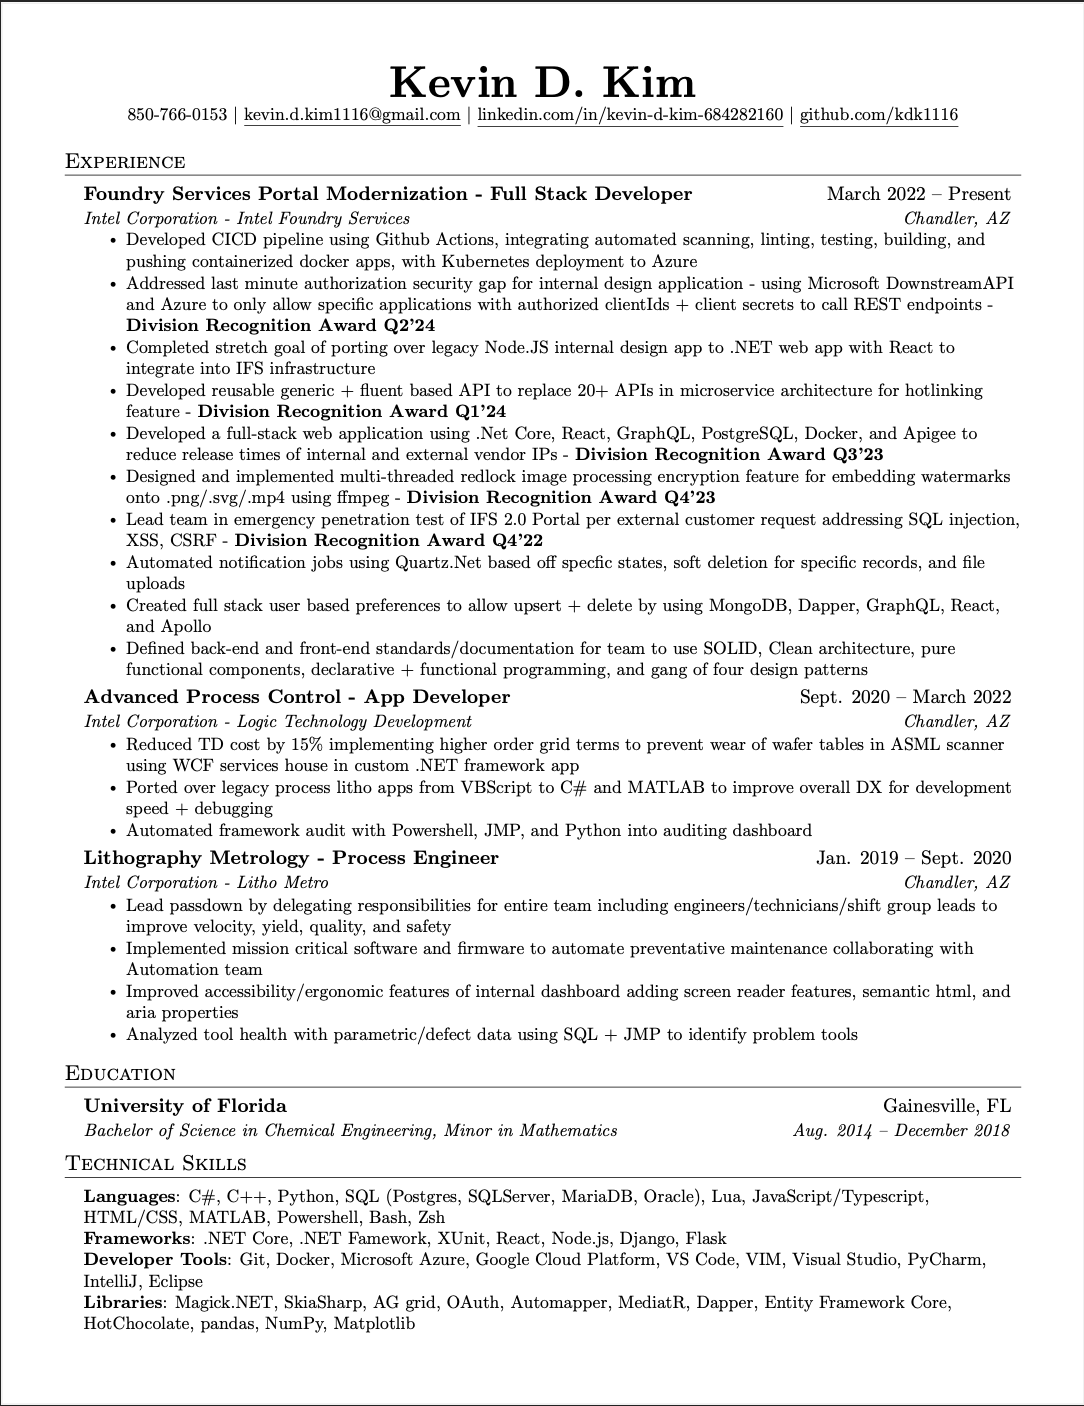 Kevin D. Kim
850-766-0153 | kevin.d.kim1116@gmail.com | linkedin.com/in/kevin-d-kim-684282160 | github.com/kdk1116
Experience
Foundry Services Portal Modernization - Full Stack Developer March 2022 – Present
Intel Corporation - Intel Foundry Services Chandler, AZ
• Developed CICD pipeline using Github Actions, integrating automated scanning, linting, testing, building, and
pushing containerized docker apps, with Kubernetes deployment to Azure
• Addressed last minute authorization security gap for internal design application - using Microsoft DownstreamAPI
and Azure to only allow specific applications with authorized clientIds + client secrets to call REST endpoints -
Division Recognition Award Q2'24
• Completed stretch goal of porting over legacy Node.JS internal design app to .NET web app with React to
integrate into IFS infrastructure
• Developed reusable generic + fluent based API to replace 20+ APIs in microservice architecture for hotlinking
feature - Division Recognition Award Q1'24
• Developed a full-stack web application using .Net Core, React, GraphQL, PostgreSQL, Docker, and Apigee to
reduce release times of internal and external vendor IPs - Division Recognition Award Q3'23
• Designed and implemented multi-threaded redlock image processing encryption feature for embedding watermarks
onto .png/.svg/.mp4 using ffmpeg - Division Recognition Award Q4'23
• Lead team in emergency penetration test of IFS 2.0 Portal per external customer request addressing SQL injection,
XSS, CSRF - Division Recognition Award Q4'22
• Automated notification jobs using Quartz.Net based off specfic states, soft deletion for specific records, and file
uploads
• Created full stack user based preferences to allow upsert + delete by using MongoDB, Dapper, GraphQL, React,
and Apollo
• Defined back-end and front-end standards/documentation for team to use SOLID, Clean architecture, pure
functional components, declarative + functional programming, and gang of four design patterns
Advanced Process Control - App Developer Sept. 2020 – March 2022
Intel Corporation - Logic Technology Development Chandler, AZ
• Reduced TD cost by 15% implementing higher order grid terms to prevent wear of wafer tables in ASML scanner
using WCF services house in custom .NET framework app
• Ported over legacy process litho apps from VBScript to C# and MATLAB to improve overall DX for development
speed + debugging
• Automated framework audit with Powershell, JMP, and Python into auditing dashboard
Lithography Metrology - Process Engineer Jan. 2019 – Sept. 2020
Intel Corporation - Litho Metro Chandler, AZ
• Lead passdown by delegating responsibilities for entire team including engineers/technicians/shift group leads to
improve velocity, yield, quality, and safety
• Implemented mission critical software and firmware to automate preventative maintenance collaborating with
Automation team
• Improved accessibility/ergonomic features of internal dashboard adding screen reader features, semantic html, and
aria properties
• Analyzed tool health with parametric/defect data using SQL + JMP to identify problem tools
Education
University of Florida Gainesville, FL
Bachelor of Science in Chemical Engineering, Minor in Mathematics Aug. 2014 – December 2018
Technical Skills
Languages: C#, C++, Python, SQL (Postgres, SQLServer, MariaDB, Oracle), Lua, JavaScript/Typescript,
HTML/CSS, MATLAB, Powershell, Bash, Zsh
Frameworks: .NET Core, .NET Famework, XUnit, React, Node.js, Django, Flask
Developer Tools: Git, Docker, Microsoft Azure, Google Cloud Platform, VS Code, VIM, Visual Studio, PyCharm,
IntelliJ, Eclipse
Libraries: Magick.NET, SkiaSharp, AG grid, OAuth, Automapper, MediatR, Dapper, Entity Framework Core,
HotChocolate, pandas, NumPy, Matplotlib